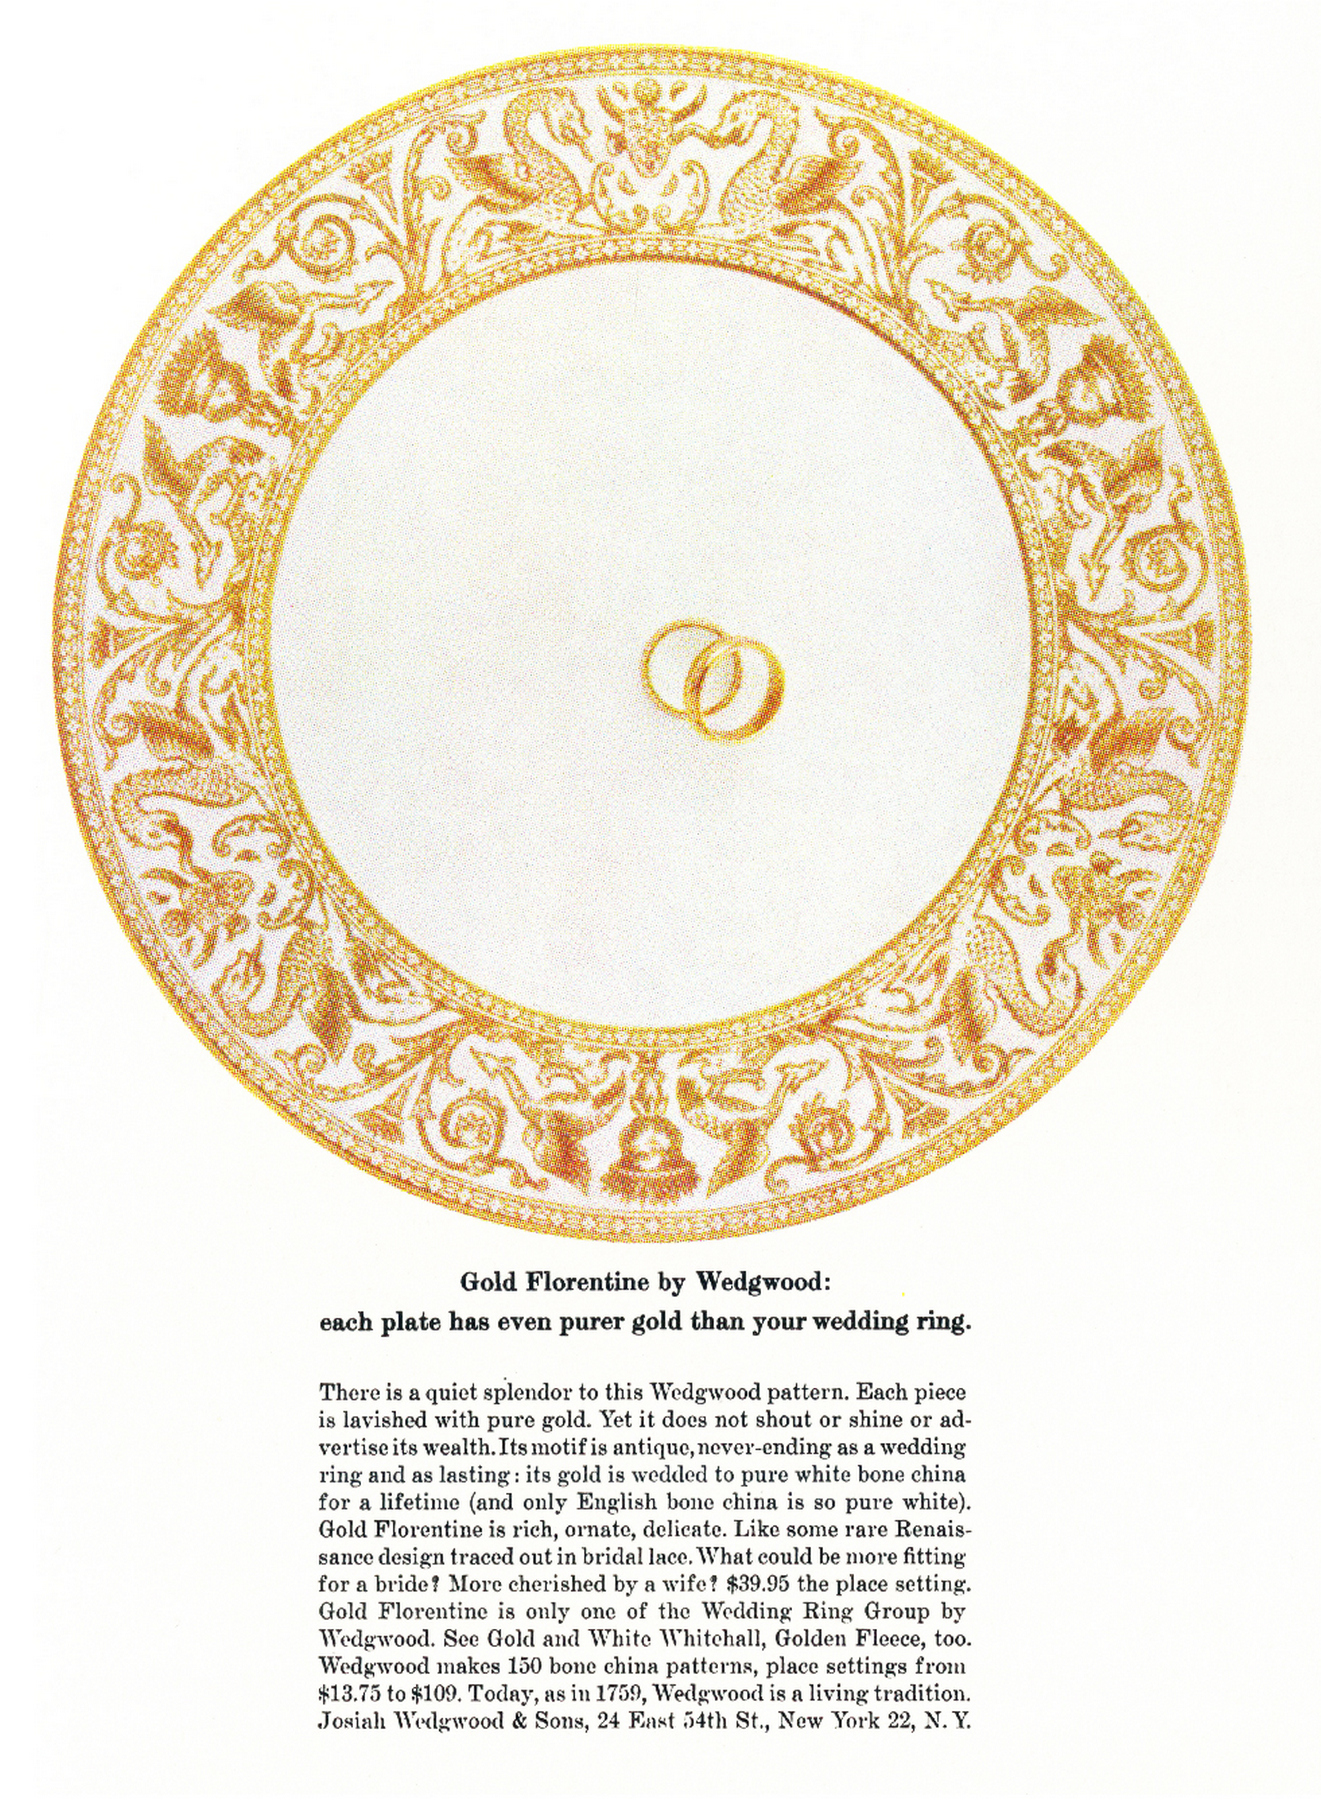 Gold Florentine by Wedgwood:
each plate has even purer gold than your wedding ring.
There is a quiet splendor to this Wedgwood pattern. Each piece
is lavished with pure gold. Yet it does not shout or shine or ad-
vertise its wealth. Its motif is antique, never-ending as a wedding
ring and as lasting: its gold is wedded to pure white bone china
for a lifetime (and only English bone china is so pure white).
Gold Florentine is rich, ornate, delicate. Like some rare Renais-
sance design traced out in bridal lace. What could be more fitting
for a bride? More cherished by a wife? $39.95 the place setting.
Gold Florentine is only one of the Wedding Ring Group by
Wedgwood. See Gold and White Whitehall, Golden Fleece, too.
Wedgwood makes 150 bone china patterns, place settings from
$13.75 to $109. Today, as in 1759, Wedgwood is a living tradition.
Josiah Wedgwood & Sons, 24 East 54th St., New York 22, N. Y.